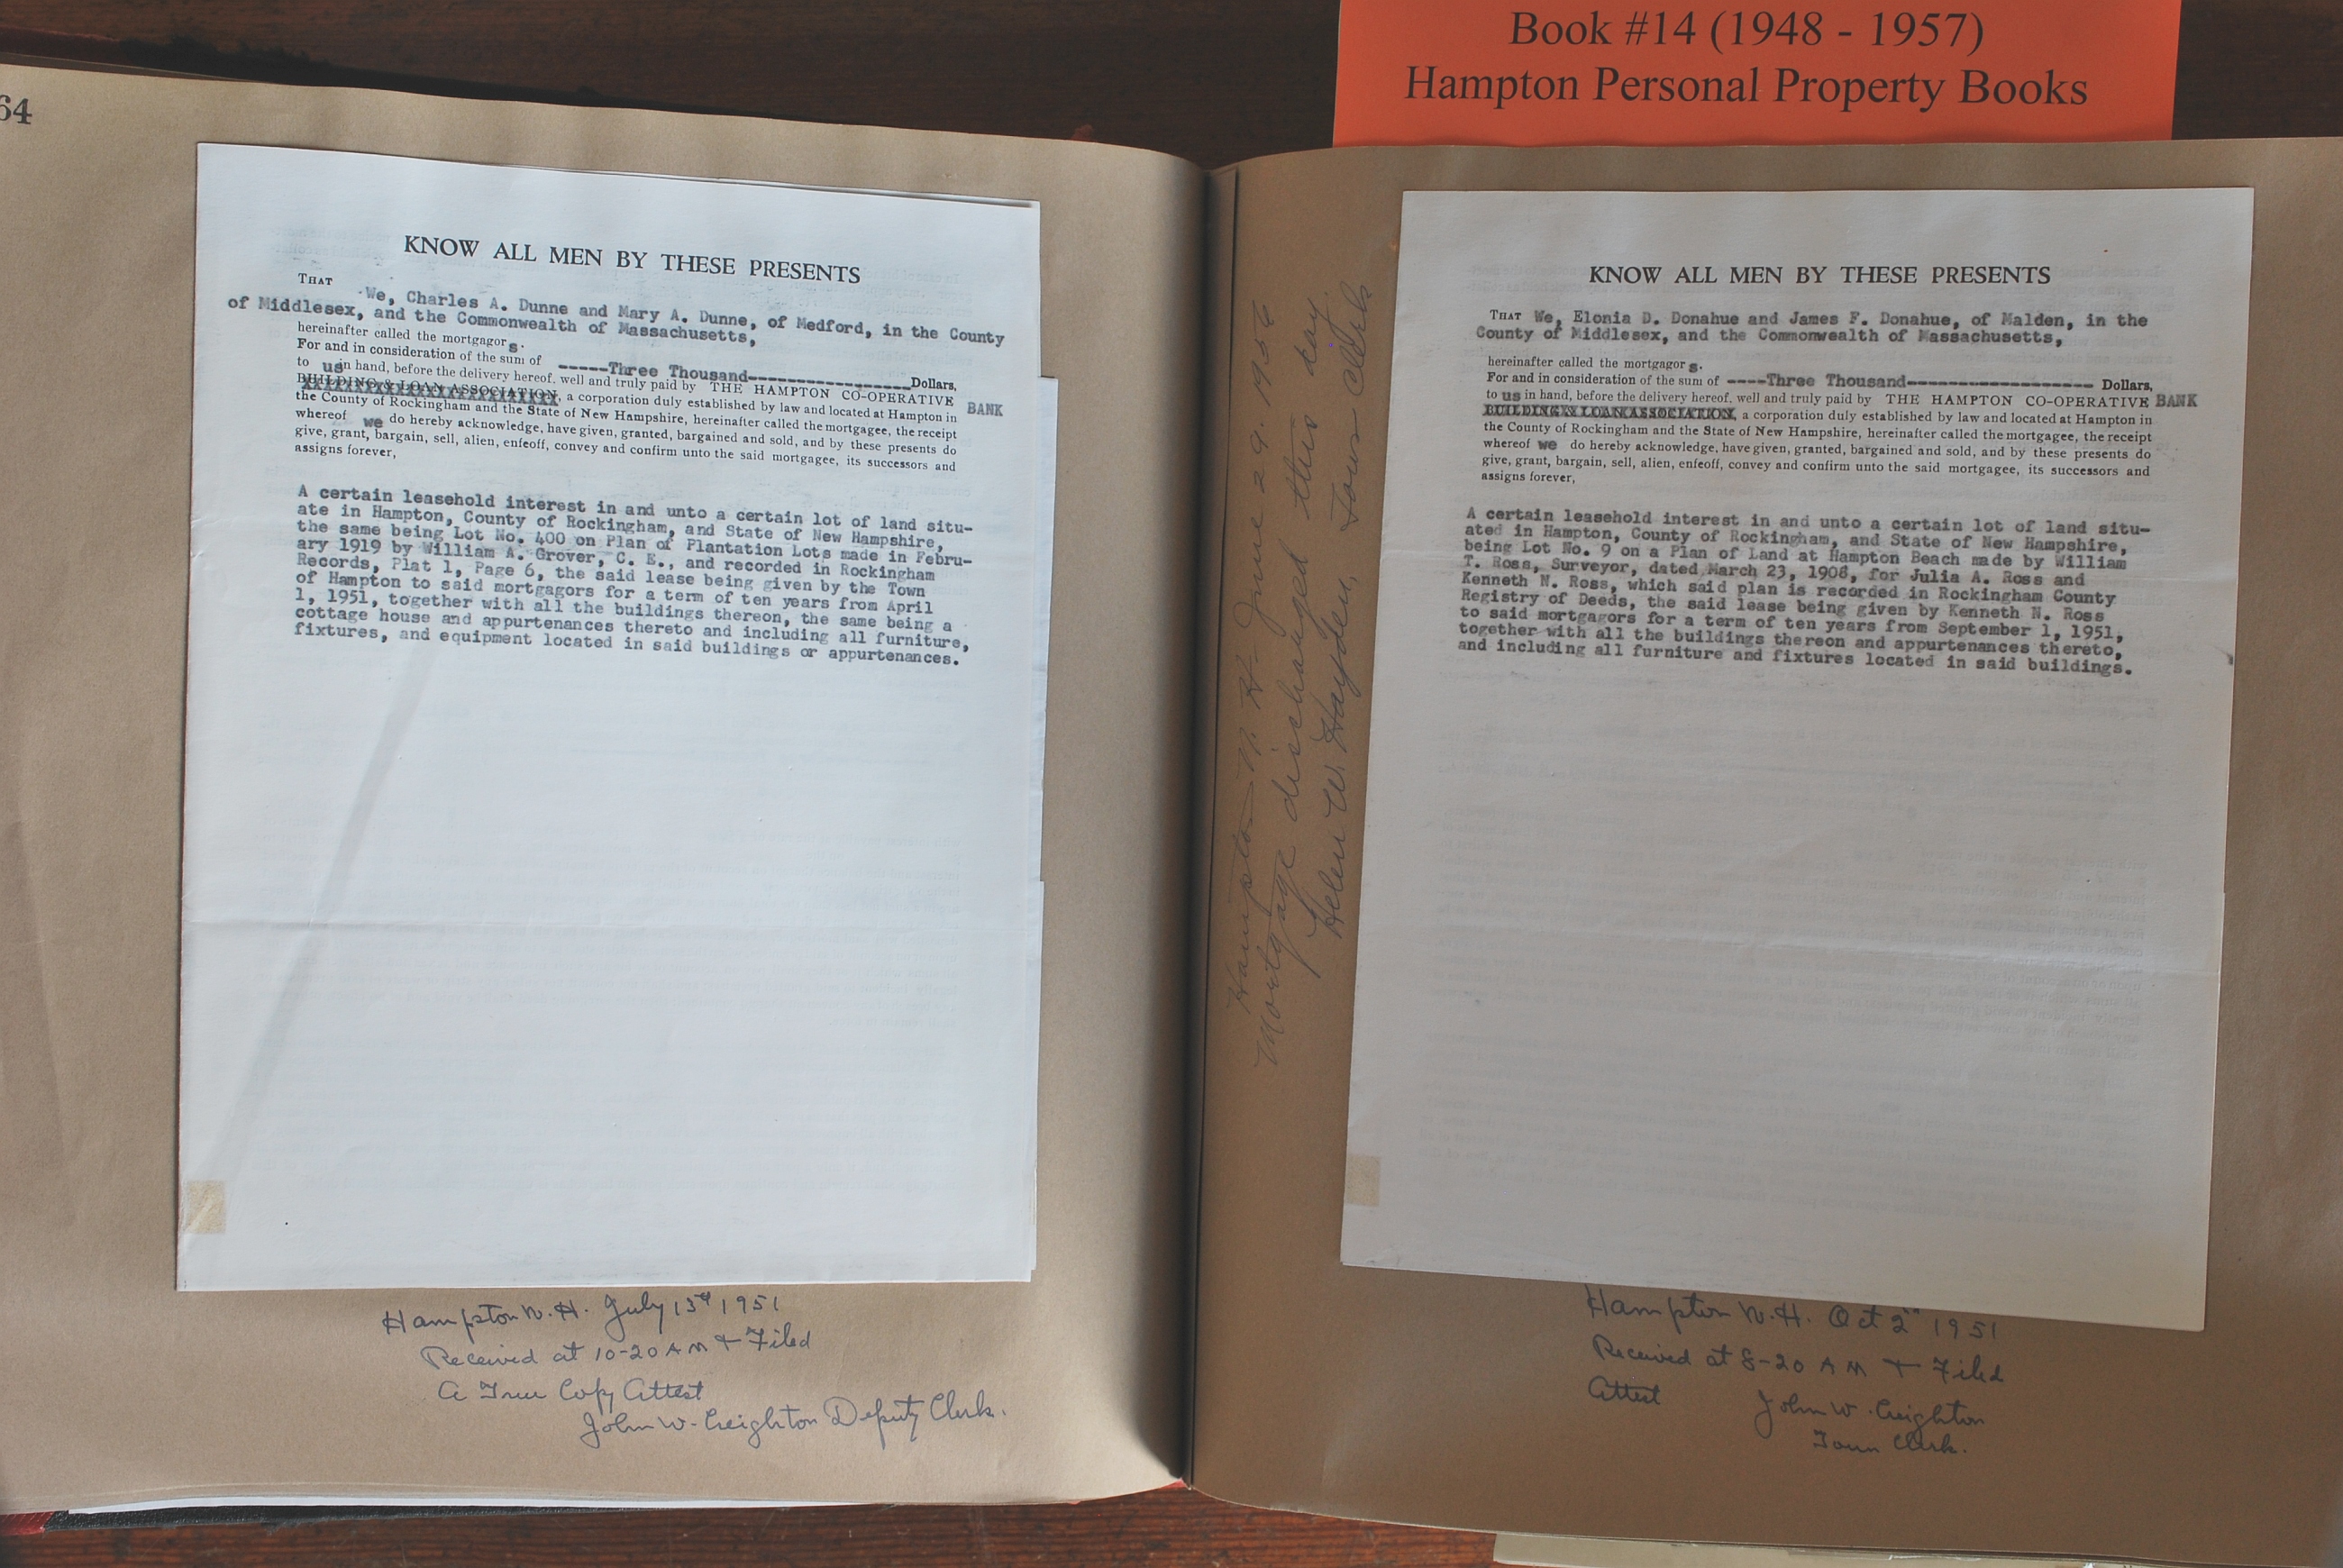 Book #14 (1948 - 1957)
Hampton Personal Property Books
64
KNOW ALL MEN BY THESE PRESENTS
THAT We, Charles A. Dunne and Mary A. Dunne, of Medford, in the County
of Middlesex, and the Commonwealth of Massachusetts,
hereinafter called the mortgagor s.
For and in consideration of the sum of -----Three Thousand----------------- Dollars,
to us in hand, before the delivery hereof. well and truly paid by THE HAMPTON CO-OPERATIVE BANK
BUILDING & LOAN ASSOCIATION, a corporation duly established by law and located at Hampton in
the County of Rockingham and the State of New Hampshire, hereinafter called the mortgagee, the receipt
whereof we do hereby acknowledge, have given, granted, bargained and sold, and by these presents do
give, grant, bargain, sell, alien, enfeoff, convey and confirm unto the said mortgagee, its successors and
assigns forever,
A certain leasehold interest in and unto a certain lot of land situ-
ate in Hampton, County of Rockingham, and State of New Hampshire,
the same being Lot No. 400 on Plan of Plantation Lots made in Febru-
ary 1919 by William A. Grover, C. E., and recorded in Rockingham
Records, Plat 1, Page 6, the said lease being given by the Town
of Hampton to said mortgagors for a term of ten years from April
1, 1951, together with all the buildings thereon, the same being a
cottage house and appurtenances thereto and including all furniture,
fixtures, and equipment located in said buildings or appurtenances.
Hampton N. H. July 13th 1951
Received at 10-20 AM + Filed
A True Copy Attest
John W. Creighton Deputy Clerk.
Hampton N. H. June 29. 1956
Mortgage discharged this day.
Helen W. Hayden, Town Clerk
KNOW ALL MEN BY THESE PRESENTS
THAT We, Elonia D. Donahue and James F. Donahue, of Malden, in the
County of Middlesex, and the Commonwealth of Massachusetts,
hereinafter called the mortgagor s.
For and in consideration of the sum of ----Three Thousand------------------- Dollars,
to us in hand, before the delivery hereof. well and truly paid by THE HAMPTON CO-OPERATIVE BANK
BUILDING & LOAN ASSOCIATION, a corporation duly established by law and located at Hampton in
the County of Rockingham and the State of New Hampshire, hereinafter called the mortgagee, the receipt
whereof we do hereby acknowledge, have given, granted, bargained and sold, and by these presents do
give, grant, bargain, sell, alien, enfeoff, convey and confirm unto the said mortgagee, its successors and
assigns forever,
A certain leasehold interest in and unto a certain lot of land situ-
ated in Hampton, County of Rockingham, and State of New Hampshire,
being Lot No. 9 on a Plan of Land at Hampton Beach made by William
T. Ross, Surveyor, dated March 23, 1908, for Julia A. Ross and
Kenneth N. Ross, which said plan is recorded in Rockingham County
Registry of Deeds, the said lease being given by Kenneth N. Ross
to said mortgagors for a term of ten years from September 1, 1951,
together with all the buildings thereon and appurtenances thereto,
and including all furniture and fixtures located in said buildings.
Hampton N. H. Oct 2nd 1951
Received at 8-20 AM + Filed
Attest John W. Creighton
Town Clerk.